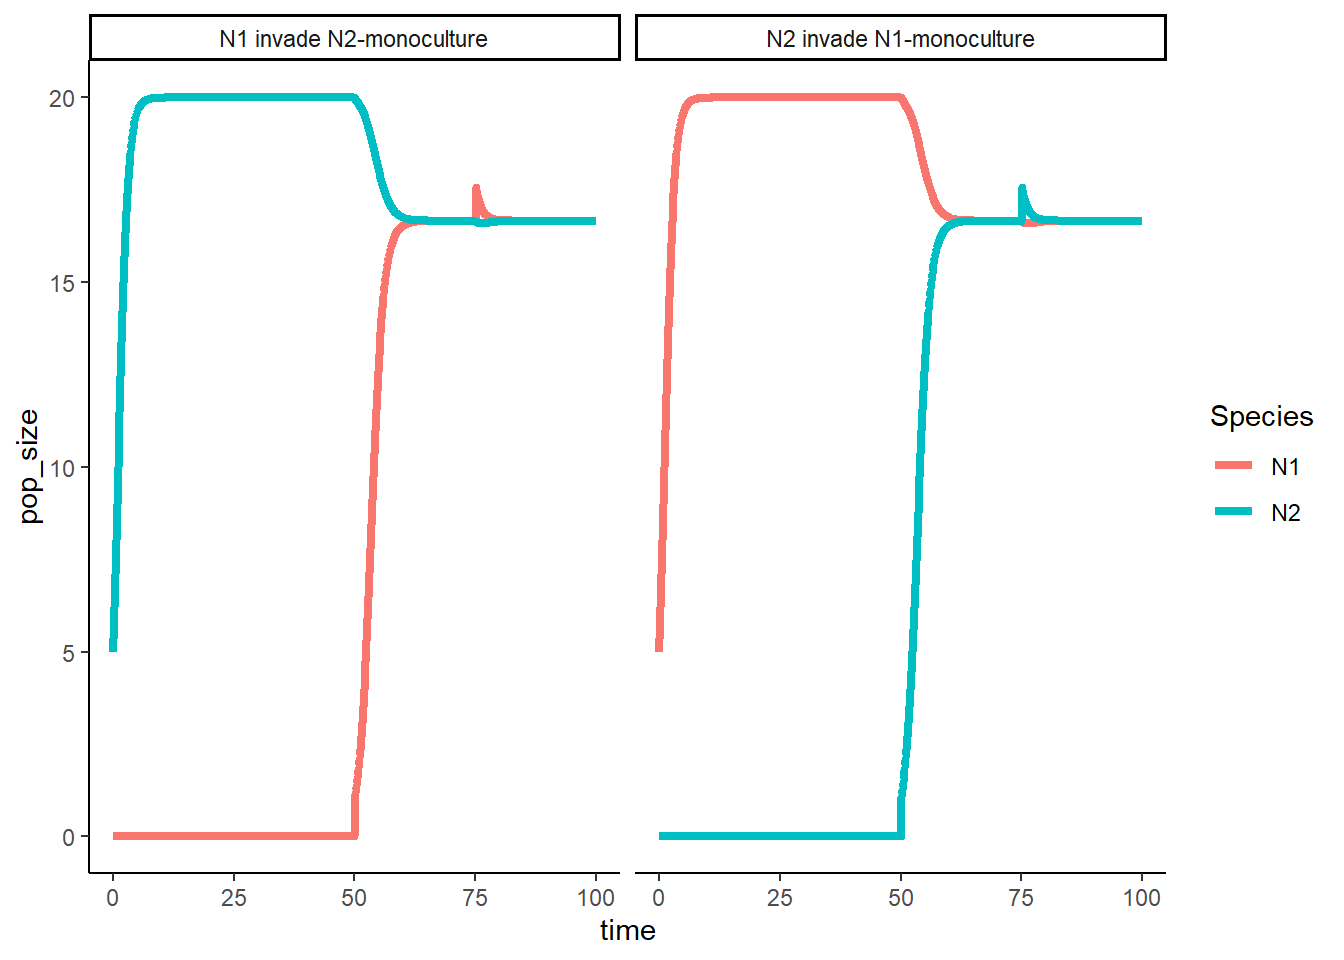 N1 invade N2-monoculture
N2 invade N1-monoculture
20
15
10
5
0
pop_size
0 25 50 75 100
0 25 50 75 100
time
Species
N1
N2